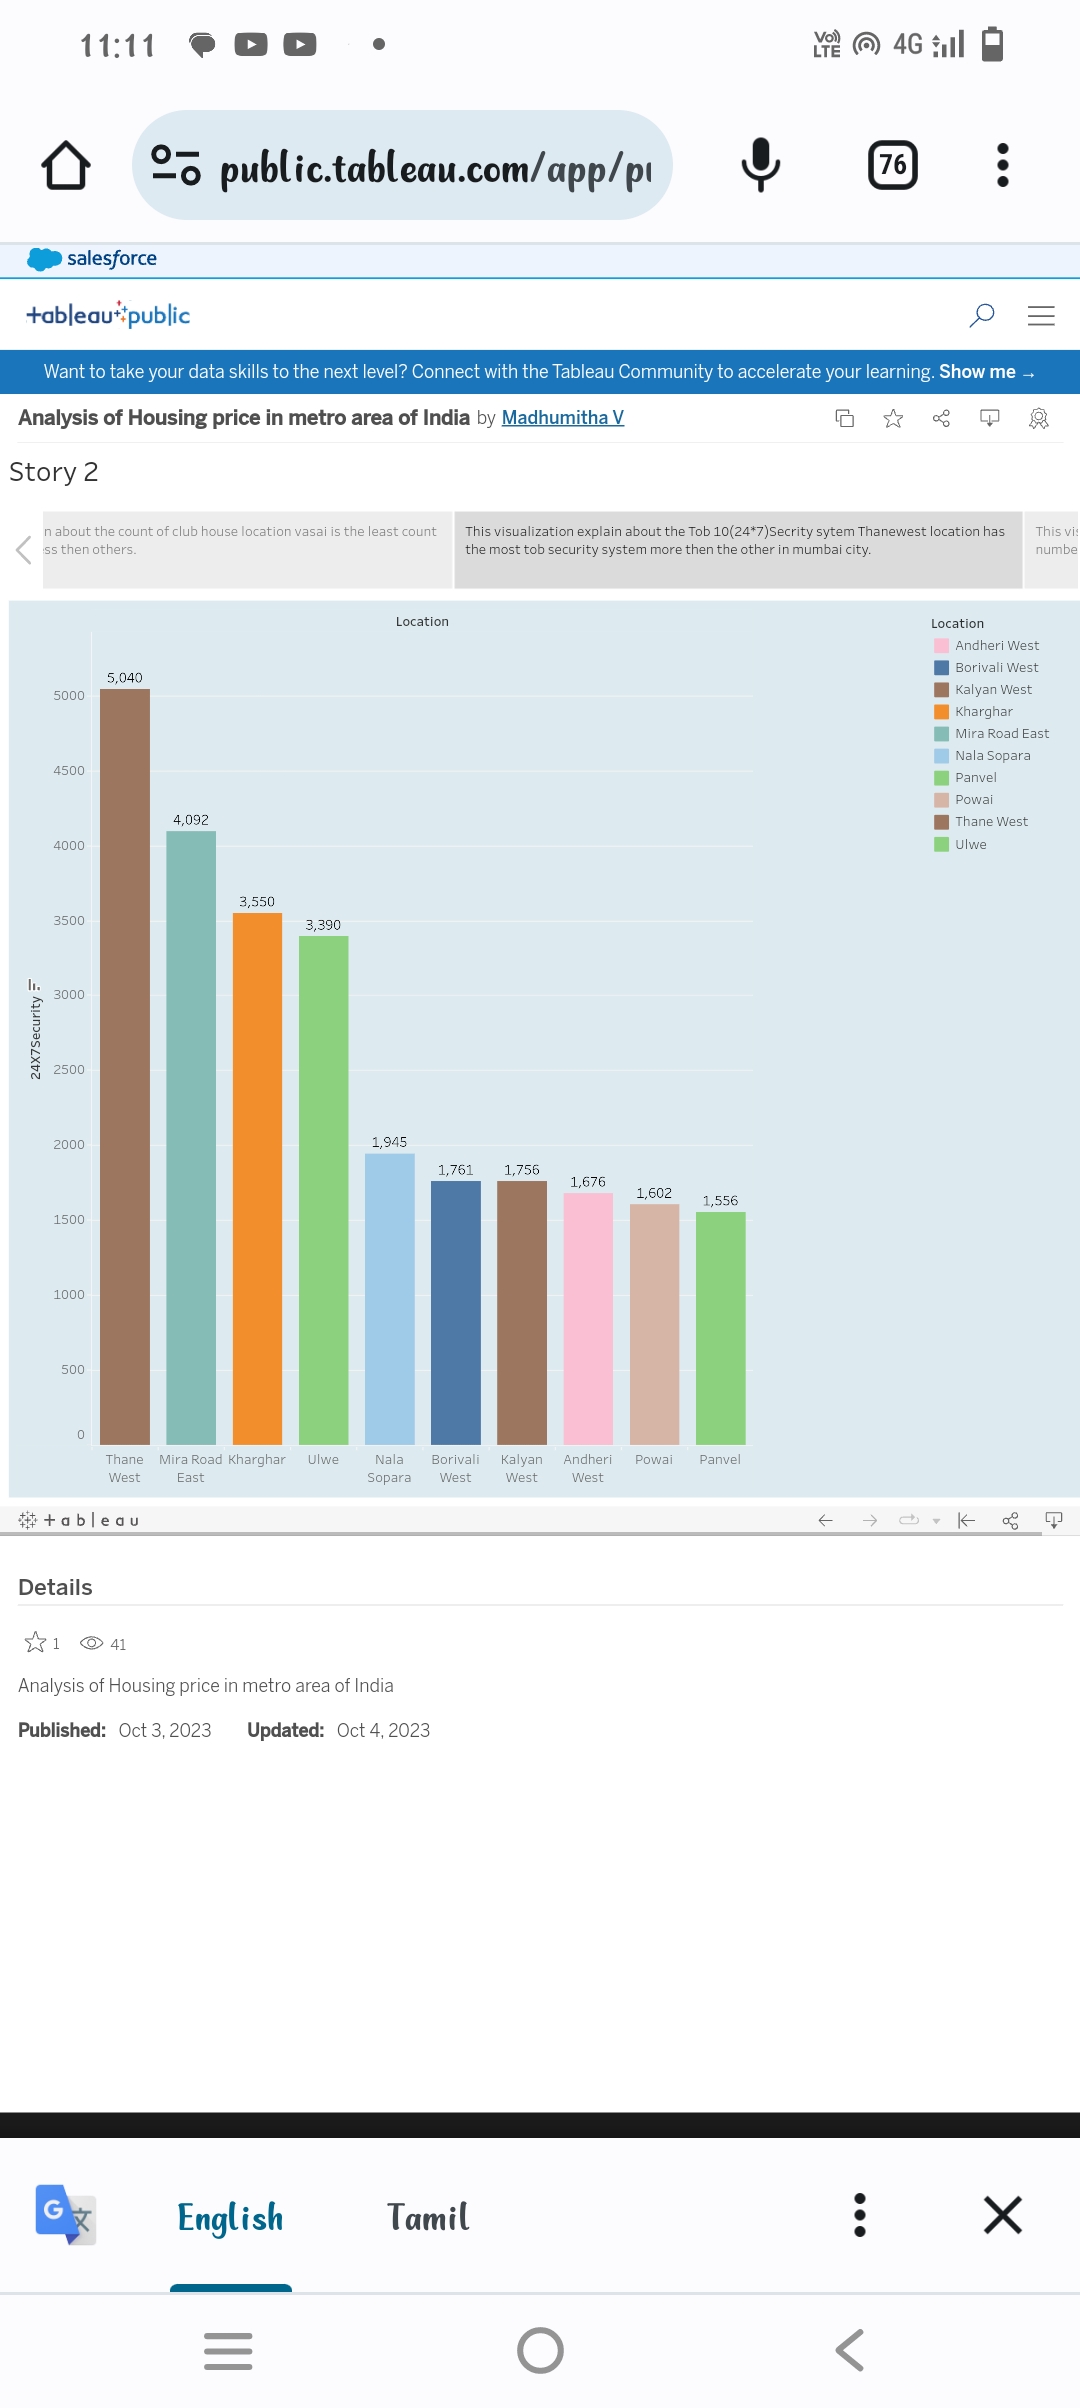 11:11
Vo)) LTE 4G
public.tableau.com/app/pu
76
salesforce
+ableau public
Want to take your data skills to the next level? Connect with the Tableau Community to accelerate your learning. Show me →
Analysis of Housing price in metro area of India by Madhumitha V
Story 2
n about the count of club house location vasai is the least count
ss then others.
This visualization explain about the Tob 10(24*7)Secrity sytem Thanewest location has
the most tob security system more then the other in mumbai city.
This vis
numbe
Location
5,040
4,092
3,550
3,390
1,945
1,761
1,756
1,676
1,602
1,556
24X7Security
5000
4500
4000
3500
3000
2500
2000
1500
1000
500
0
Thane West
Mira Road East
Kharghar
Ulwe
Nala Sopara
Borivali West
Kalyan West
Andheri West
Powai
Panvel
Location
Andheri West
Borivali West
Kalyan West
Kharghar
Mira Road East
Nala Sopara
Panvel
Powai
Thane West
Ulwe
+ableau
Details
1 41
Analysis of Housing price in metro area of India
Published: Oct 3, 2023 Updated: Oct 4, 2023
G 文
English Tamil